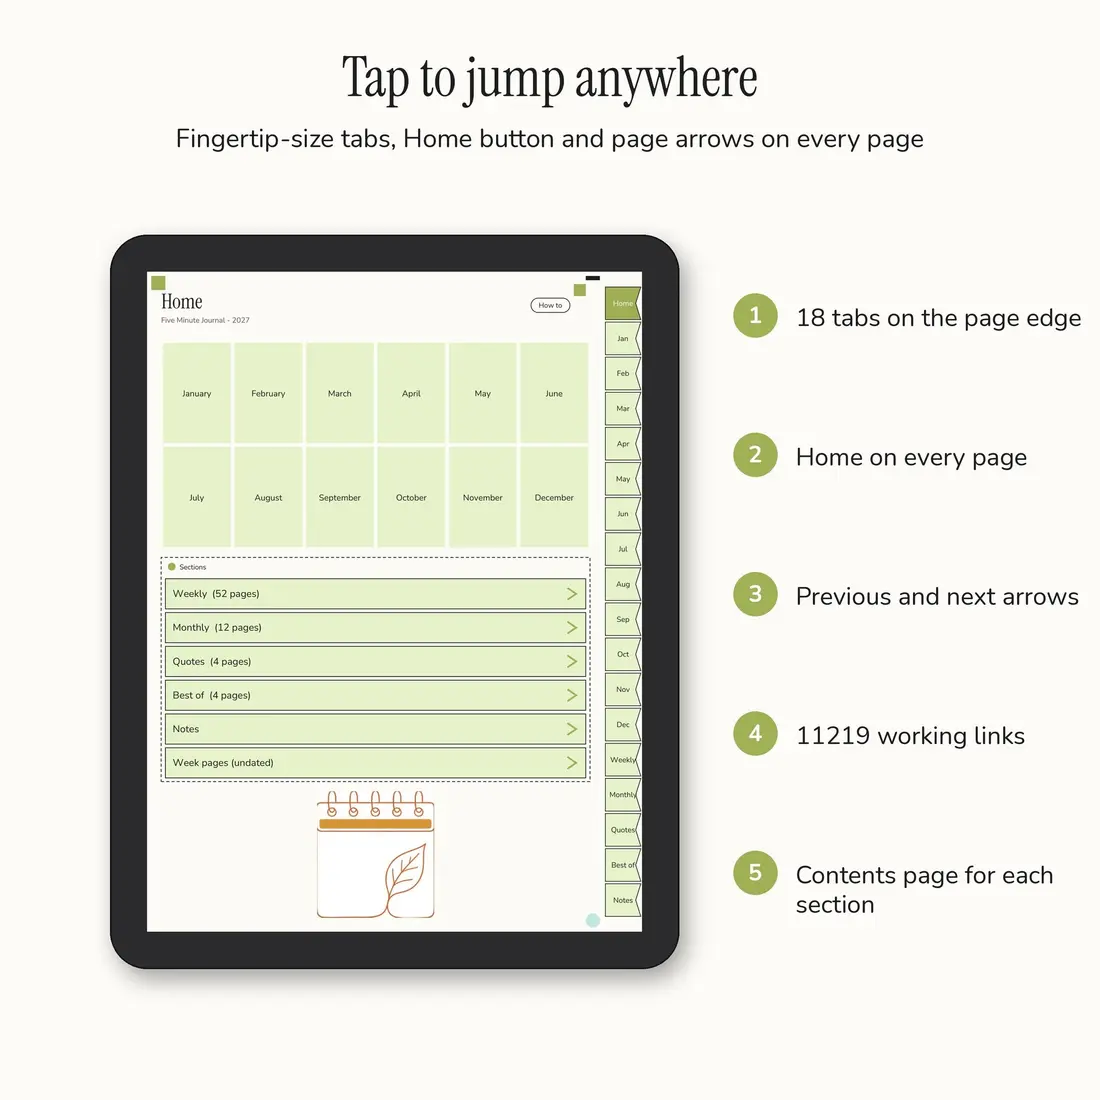 Tap to jump anywhere
Fingertip-size tabs, Home button and page arrows on every page
Home
Five Minute Journal - 2027
How to
January
February
March
April
May
June
July
August
September
October
November
December
Sections
Weekly (52 pages)
Monthly (12 pages)
Quotes (4 pages)
Best of (4 pages)
Notes
Week pages (undated)
Home
Jan
Feb
Mar
Apr
May
Jun
Jul
Aug
Sep
Oct
Nov
Dec
Weekly
Monthly
Quotes
Best of
Notes
1 18 tabs on the page edge
2 Home on every page
3 Previous and next arrows
4 11219 working links
5 Contents page for each
section